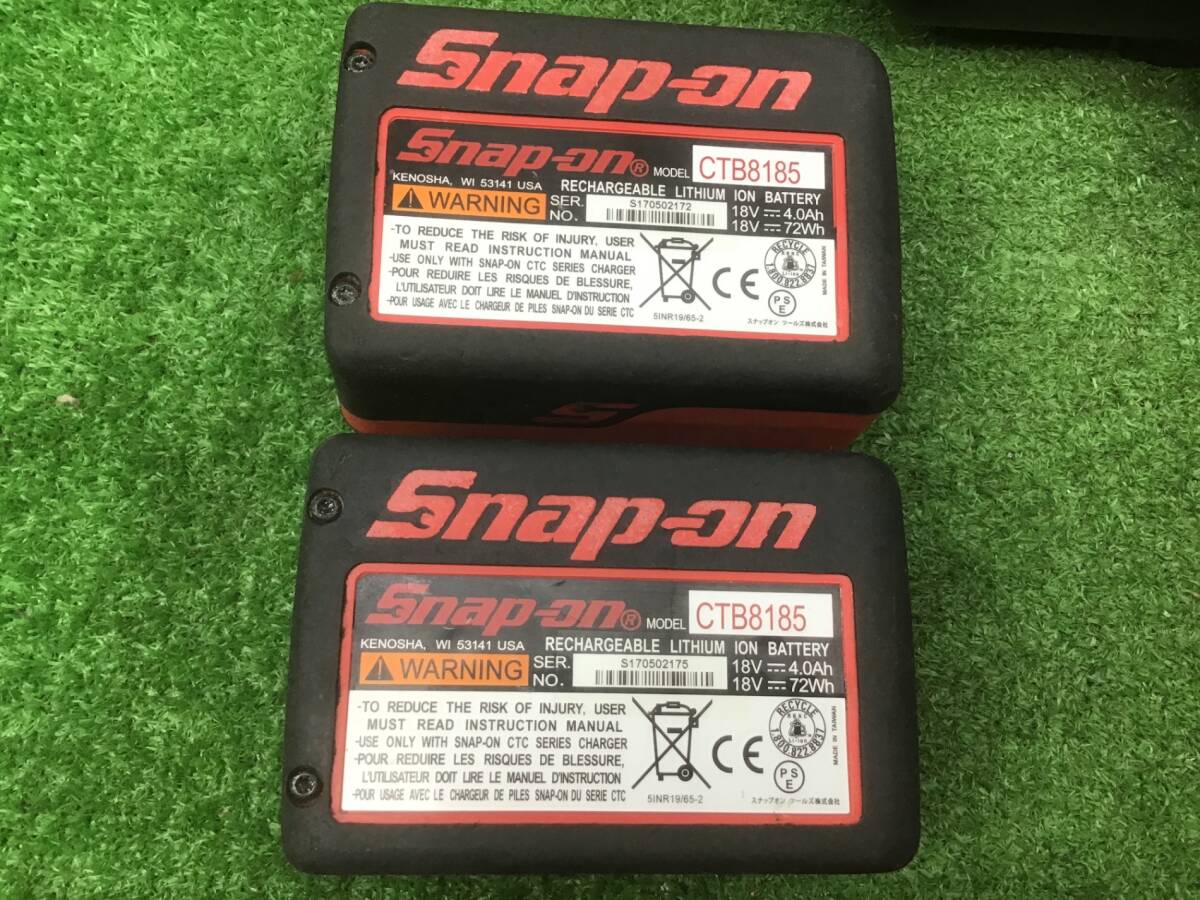 Snap-on
Snap-on® MODEL CTB8185
KENOSHA, WI 53141 USA RECHARGEABLE LITHIUM ION BATTERY
WARNING SER. NO. S170502172 18V 4.0Ah
18V 72Wh
-TO REDUCE THE RISK OF INJURY, USER
MUST READ INSTRUCTION MANUAL
-USE ONLY WITH SNAP-ON CTC SERIES CHARGER
-POUR REDUIRE LES RISQUES DE BLESSURE,
L'UTILISATEUR DOIT LIRE LE MANUEL D'INSTRUCTION
-POUR USAGE AVEC LE CHARGEUR DE PILES SNAP-ON DU SERIE CTC
5INR19/65-2
CE
RECYCLE
Li-Ion
1.800.822.8837
PSE
MADE IN TAIWAN
スナップオン ツールズ株式会社
S
Snap-on
Snap-on® MODEL CTB8185
KENOSHA, WI 53141 USA RECHARGEABLE LITHIUM ION BATTERY
WARNING SER. NO. S170502175 18V 4.0Ah
18V 72Wh
-TO REDUCE THE RISK OF INJURY, USER
MUST READ INSTRUCTION MANUAL
-USE ONLY WITH SNAP-ON CTC SERIES CHARGER
-POUR REDUIRE LES RISQUES DE BLESSURE,
L'UTILISATEUR DOIT LIRE LE MANUEL D'INSTRUCTION
-POUR USAGE AVEC LE CHARGEUR DE PILES SNAP-ON DU SERIE CTC
5INR19/65-2
CE
RECYCLE
RBRC
Li-Ion
1.800.822.8837
PSE
MADE IN TAIWAN
スナップオン ツールズ株式会社